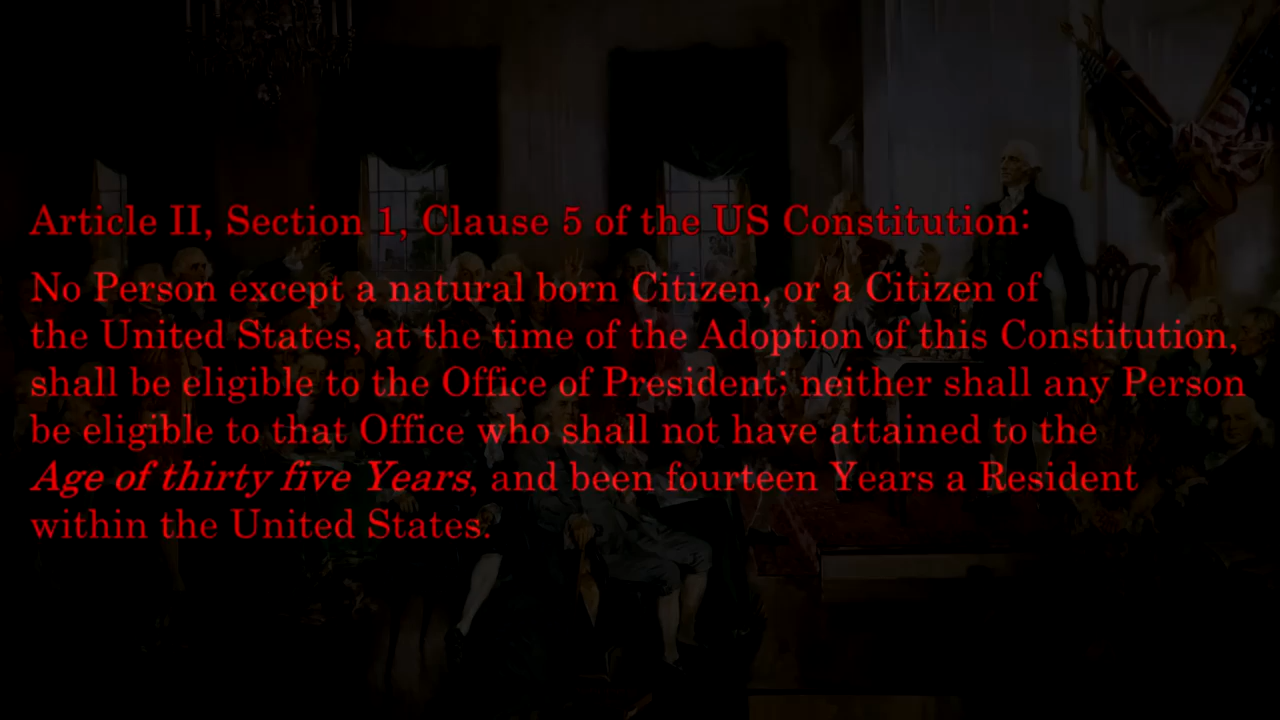 Article II, Section 1, Clause 5 of the US Constitution:
No Person except a natural born Citizen, or a Citizen of
the United States, at the time of the Adoption of this Constitution,
shall be eligible to the Office of President; neither shall any Person
be eligible to that Office who shall not have attained to the
Age of thirty five Years, and been fourteen Years a Resident
within the United States.